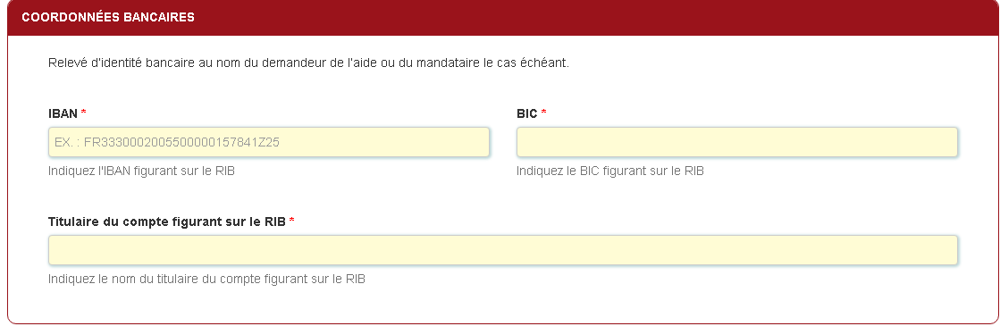 COORDONNÉES BANCAIRES
Relevé d'identité bancaire au nom du demandeur de l'aide ou du mandataire le cas échéant.
IBAN *
BIC *
EX. : FR3330002005500000157841Z25
Indiquez l'IBAN figurant sur le RIB
Indiquez le BIC figurant sur le RIB
Titulaire du compte figurant sur le RIB *
Indiquez le nom du titulaire du compte figurant sur le RIB